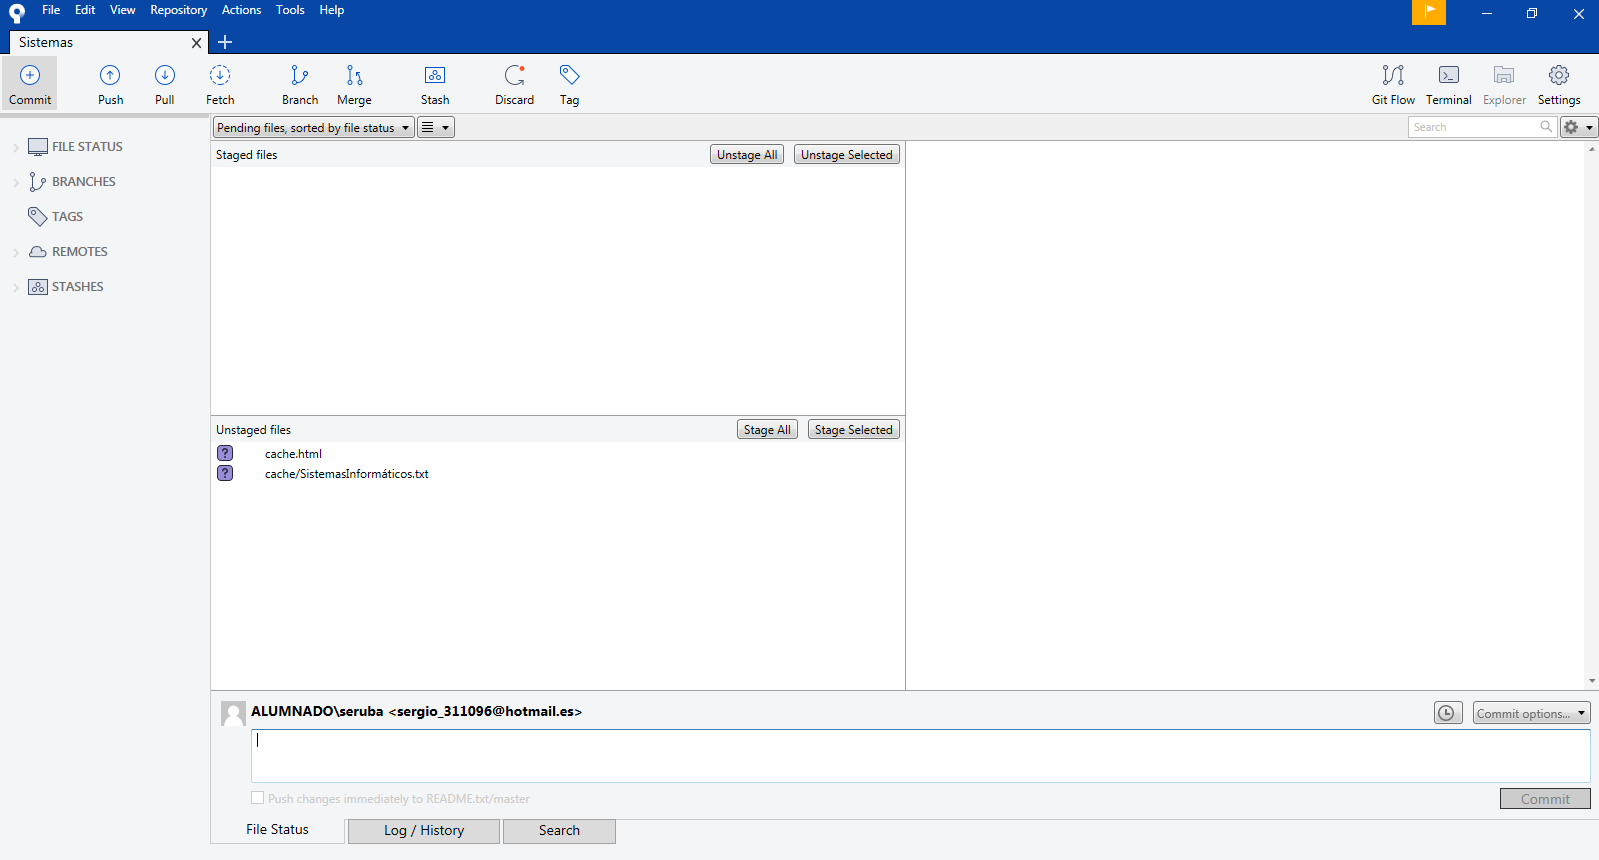 File Edit View Repository Actions Tools Help
Sistemas
Commit Push Pull Fetch Branch Merge Stash Discard Tag Git Flow Terminal Explorer Settings
Pending files, sorted by file status
Search
FILE STATUS
BRANCHES
TAGS
REMOTES
STASHES
Staged files Unstage All Unstage Selected
Unstaged files Stage All Stage Selected
? cache.html
? cache/SistemasInformáticos.txt
ALUMNADO\seruba <sergio_311096@hotmail.es>
Commit options...
Push changes immediately to README.txt/master
Commit
File Status Log / History Search